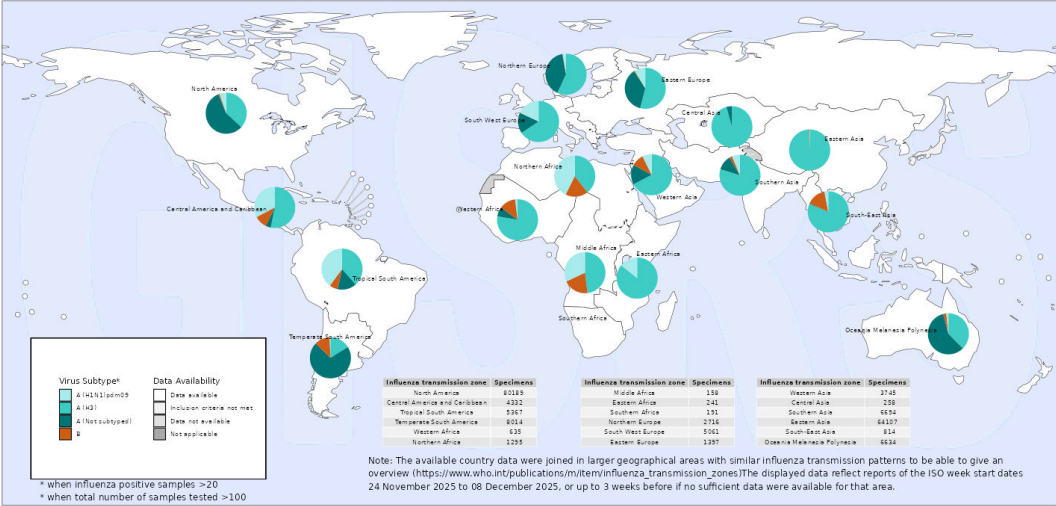 Northern Europe
Eastern Europe
North America
South West Europe
Central Asia
Eastern Asia
Northern Africa
Southern Asia
Western Asia
Central America and Caribbean
Western Africa
South-East Asia
Middle Africa
Eastern Africa
Tropical South America
Southern Africa
Oceania Melanesia Polynesia
Temperate South America
Virus Subtype*
A(H1N1)pdm09
A(H3)
A(Not subtyped)
B
Data Availability
Data available
Inclusion criteria not met
Data not available
Not applicable
* when influenza positive samples >20
* when total number of samples tested >100
Influenza transmission zone Specimens
North America 80189
Central America and Caribbean 4332
Tropical South America 5367
Temperate South America 8014
Western Africa 635
Northern Africa 1295
Influenza transmission zone Specimens
Middle Africa 158
Eastern Africa 241
Southern Africa 191
Northern Europe 2716
South West Europe 5061
Eastern Europe 1397
Influenza transmission zone Specimens
Western Asia 3745
Central Asia 258
Southern Asia 6694
Eastern Asia 64107
South-East Asia 814
Oceania Melanesia Polynesia 6634
Note: The available country data were joined in larger geographical areas with similar influenza transmission patterns to be able to give an
overview (https://www.who.int/publications/m/item/influenza_transmission_zones)The displayed data reflect reports of the ISO week start dates
24 November 2025 to 08 December 2025, or up to 3 weeks before if no sufficient data were available for that area.